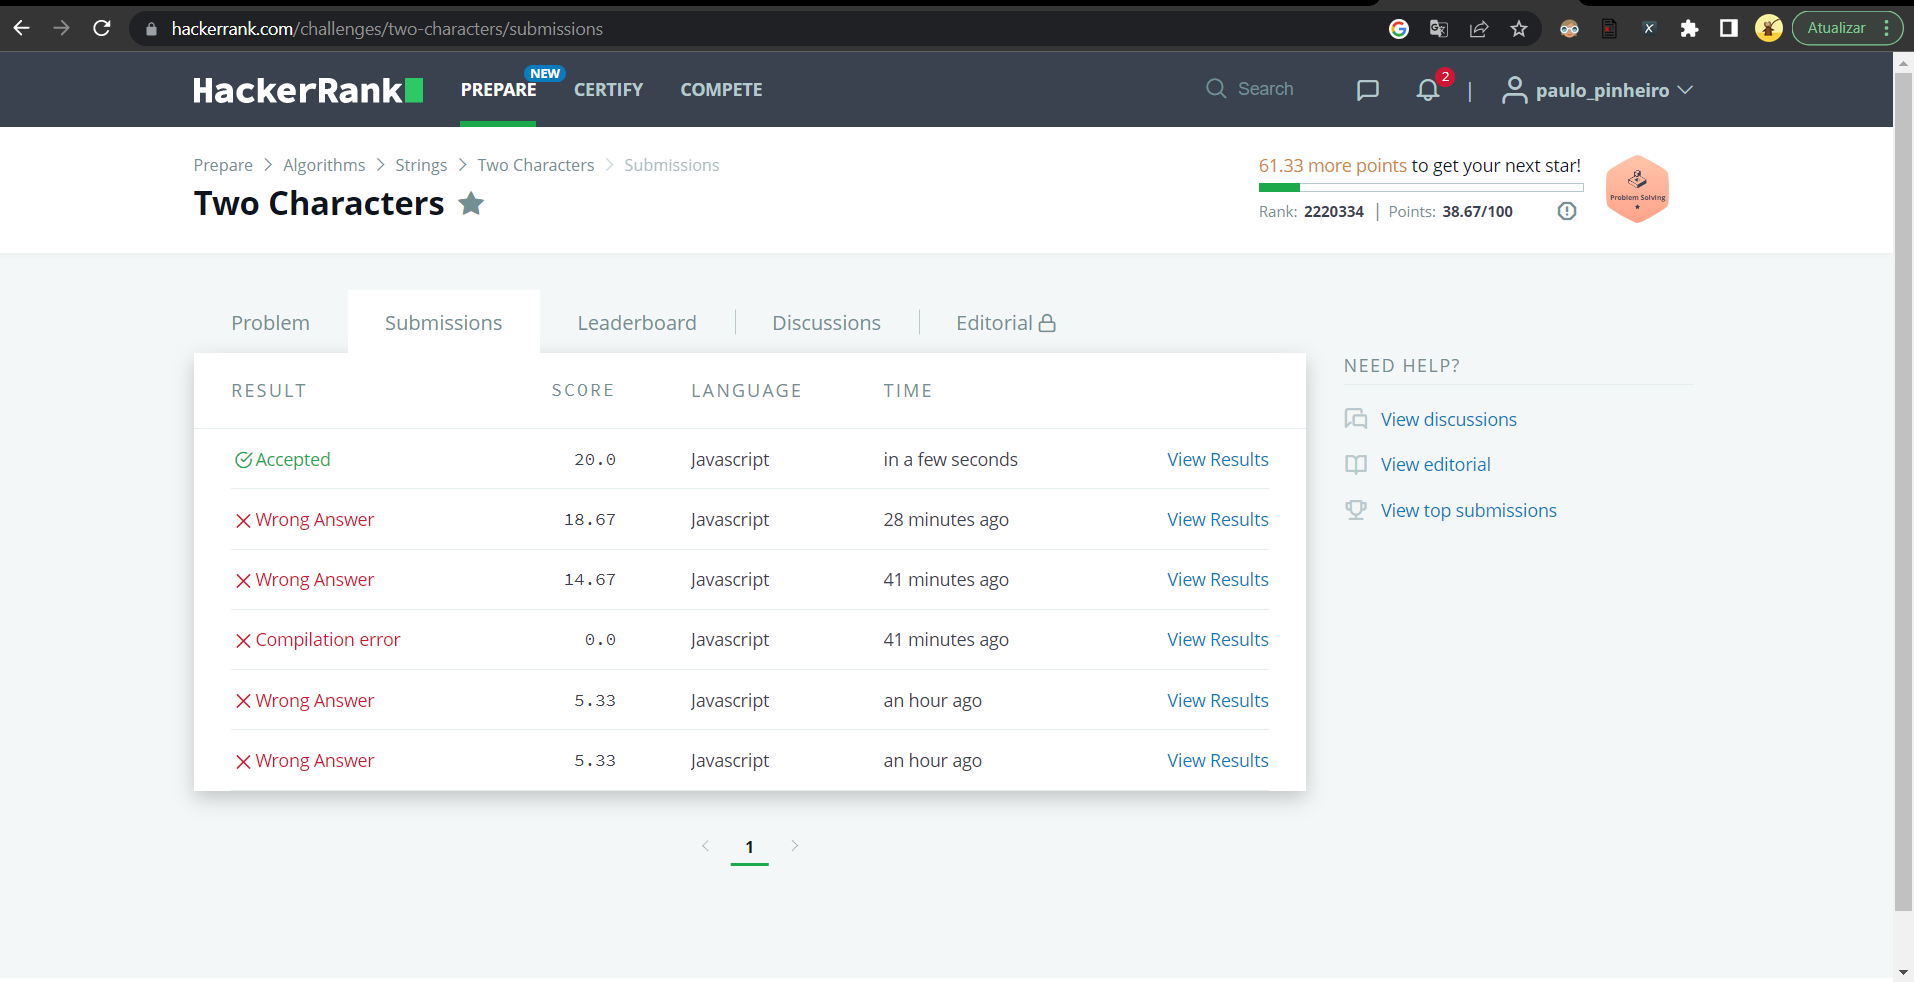 hackerrank.com/challenges/two-characters/submissions
Atualizar
HackerRank
PREPARE
NEW
CERTIFY
COMPETE
Search
2
paulo_pinheiro
Prepare > Algorithms > Strings > Two Characters > Submissions
Two Characters
61.33 more points to get your next star!
Rank: 2220334 | Points: 38.67/100
Problem Solving
Problem
Submissions
Leaderboard
Discussions
Editorial
RESULT SCORE LANGUAGE TIME
Accepted 20.0 Javascript in a few seconds View Results
Wrong Answer 18.67 Javascript 28 minutes ago View Results
Wrong Answer 14.67 Javascript 41 minutes ago View Results
Compilation error 0.0 Javascript 41 minutes ago View Results
Wrong Answer 5.33 Javascript an hour ago View Results
Wrong Answer 5.33 Javascript an hour ago View Results
1
NEED HELP?
View discussions
View editorial
View top submissions